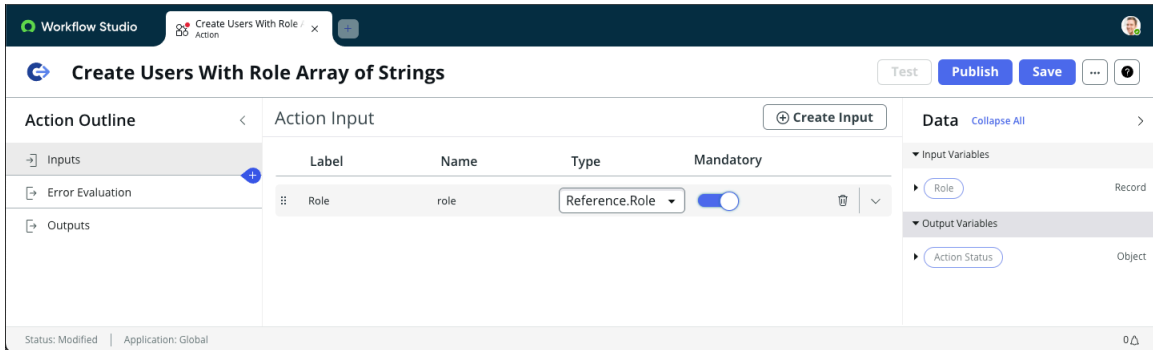 Workflow Studio
Create Users With Role A
Action
Create Users With Role Array of Strings
Test
Publish
Save
Action Outline
Inputs
Error Evaluation
Outputs
Action Input
Create Input
Label Name Type Mandatory
Role role Reference.Role
Data Collapse All
Input Variables
Role Record
Output Variables
Action Status Object
Status: Modified | Application: Global
0